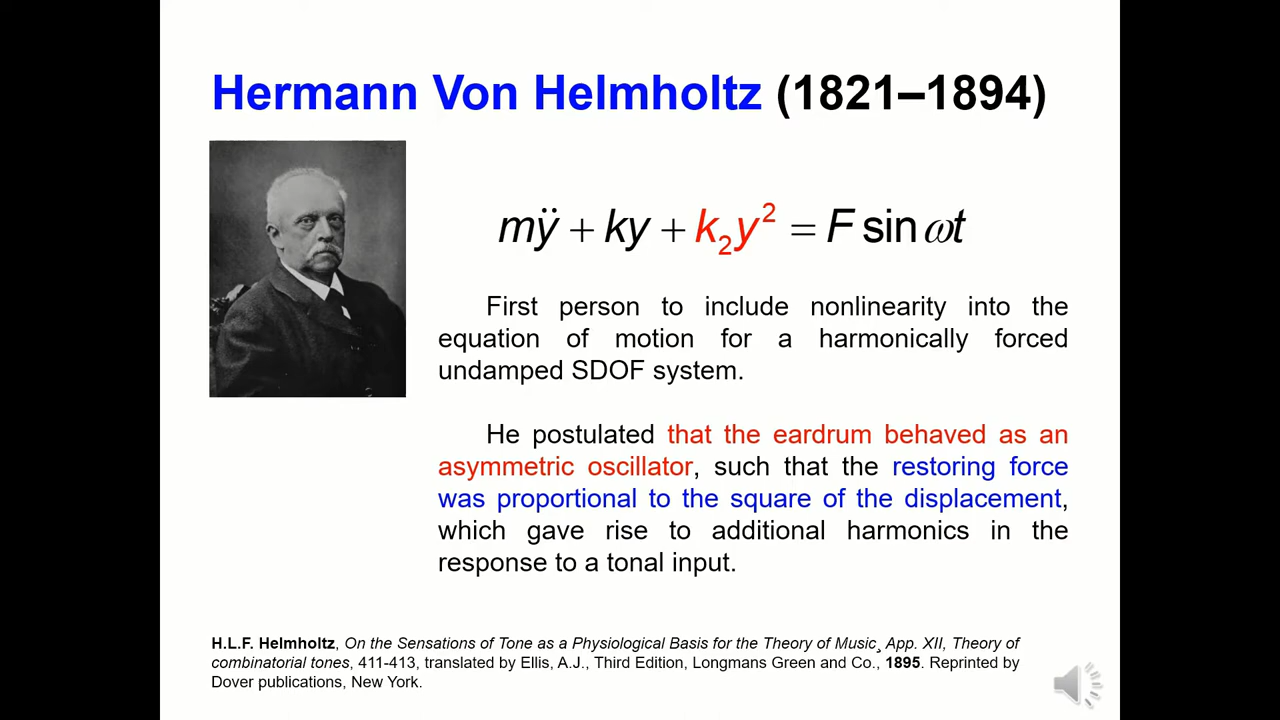 Hermann Von Helmholtz (1821–1894)
mÿ + ky + k₂y² = F sin ωt
First person to include nonlinearity into the
equation of motion for a harmonically forced
undamped SDOF system.
He postulated that the eardrum behaved as an
asymmetric oscillator, such that the restoring force
was proportional to the square of the displacement,
which gave rise to additional harmonics in the
response to a tonal input.
H.L.F. Helmholtz, On the Sensations of Tone as a Physiological Basis for the Theory of Music¸ App. XII, Theory of
combinatorial tones, 411-413, translated by Ellis, A.J., Third Edition, Longmans Green and Co., 1895. Reprinted by
Dover publications, New York.